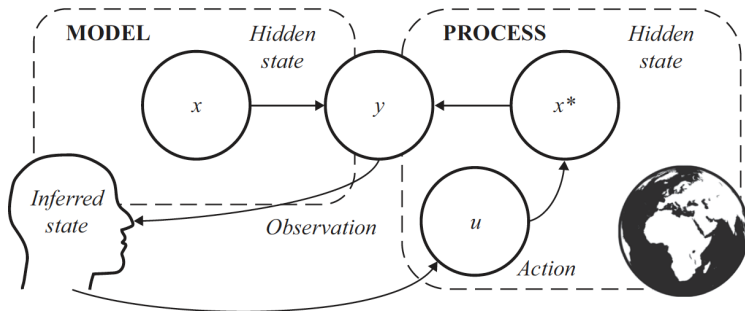 MODEL
Hidden
state
PROCESS
Hidden
state
x
y
x*
Inferred
state
Observation
u
Action